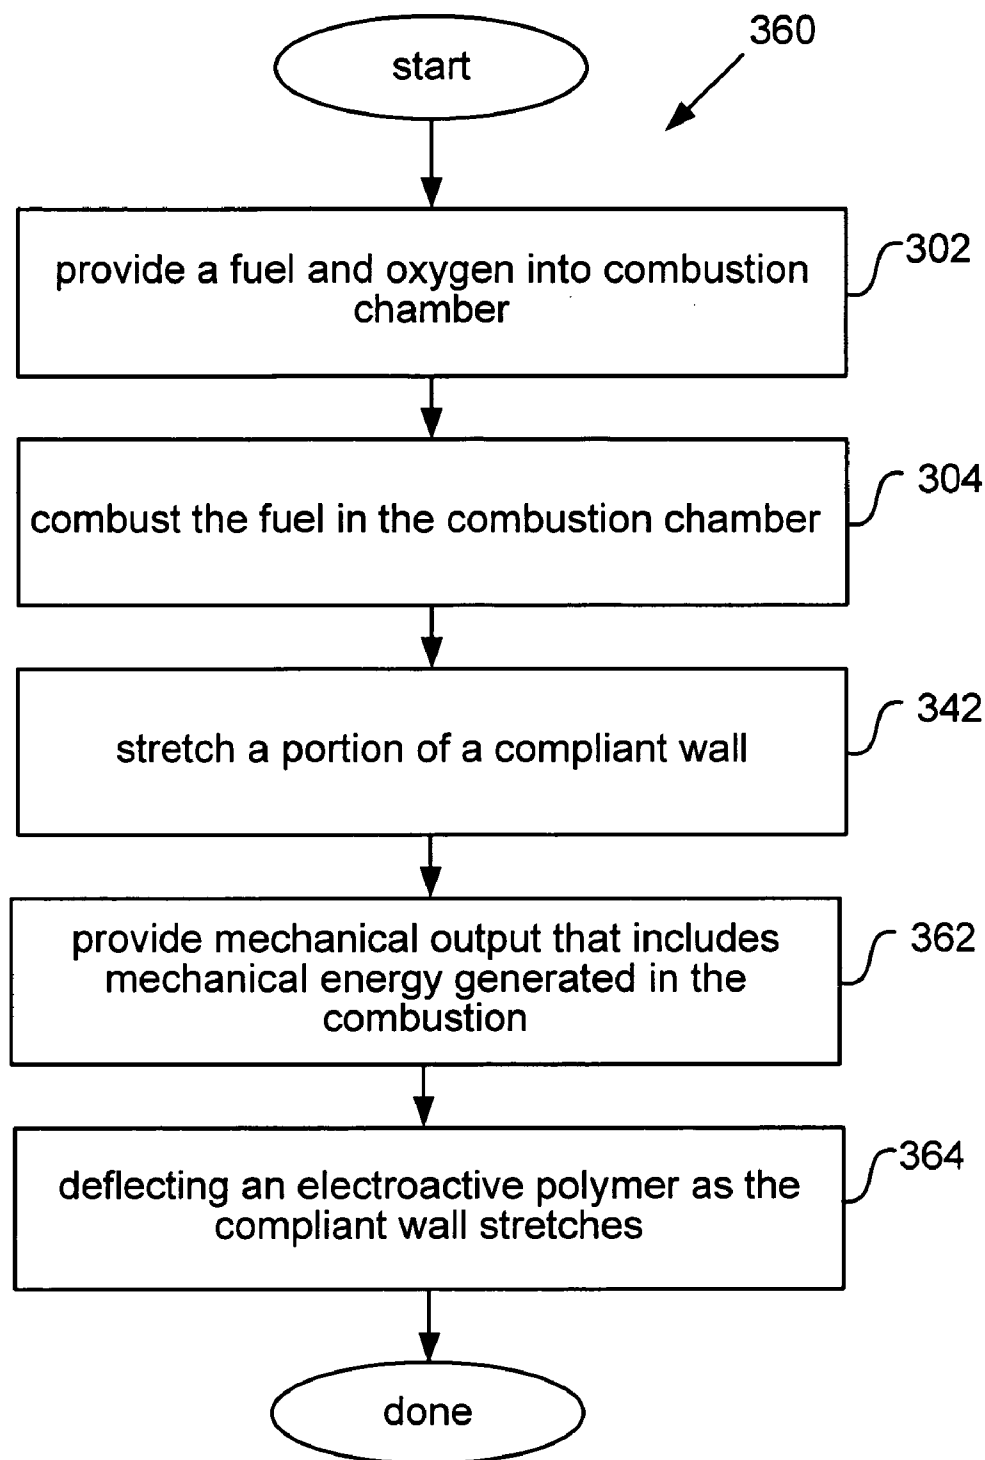 360
start
provide a fuel and oxygen into combustion
chamber
302
combust the fuel in the combustion chamber
304
stretch a portion of a compliant wall
342
provide mechanical output that includes
mechanical energy generated in the
combustion
362
deflecting an electroactive polymer as the
compliant wall stretches
364
done